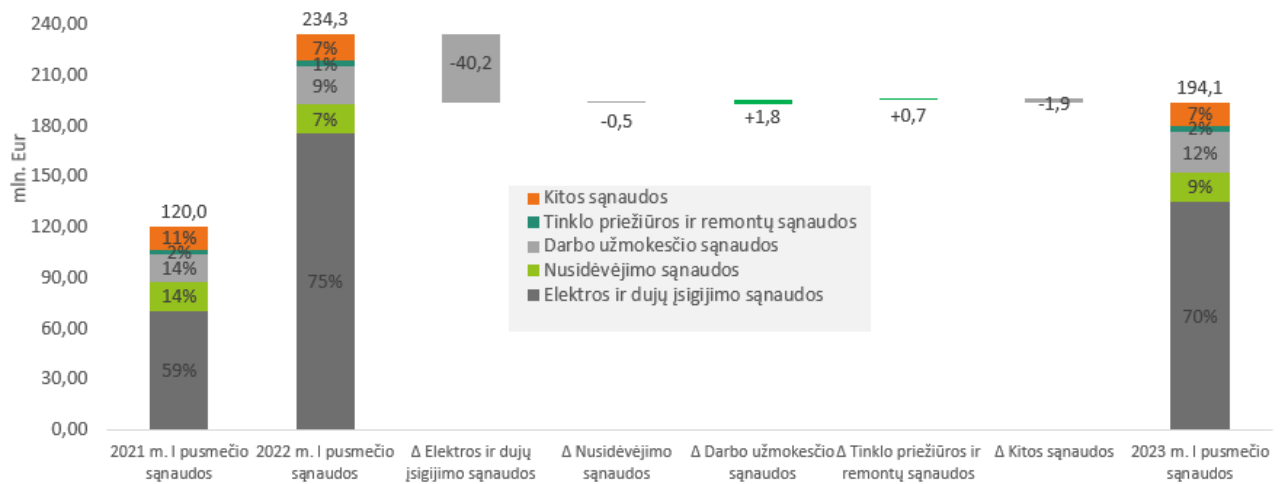 mln. Eur
240,00
210,00
180,00
150,00
120,00
90,00
60,00
30,00
0,00
120,0
11%
2%
14%
14%
59%
234,3
7%
1%
9%
7%
75%
-40,2
-0,5
+1,8
+0,7
-1,9
194,1
7%
2%
12%
9%
70%
Kitos sąnaudos
Tinklo priežiūros ir remontų sąnaudos
Darbo užmokesčio sąnaudos
Nusidėvėjimo sąnaudos
Elektros ir dujų įsigijimo sąnaudos
2021 m. I pusmečio
sąnaudos
2022 m. I pusmečio
sąnaudos
Δ Elektros ir dujų
įsigijimo sąnaudos
Δ Nusidėvėjimo
sąnaudos
Δ Darbo užmokesčio
sąnaudos
Δ Tinklo priežiūros ir
remontų sąnaudos
Δ Kitos sąnaudos
2023 m. I pusmečio
sąnaudos